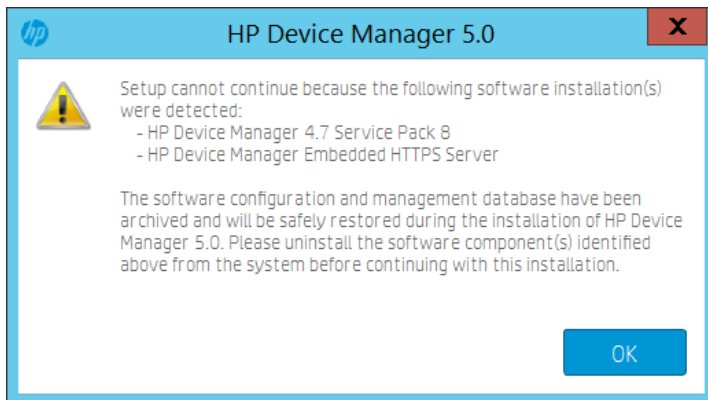 hp
HP Device Manager 5.0
X
Setup cannot continue because the following software installation(s)
were detected:
- HP Device Manager 4.7 Service Pack 8
- HP Device Manager Embedded HTTPS Server
The software configuration and management database have been
archived and will be safely restored during the installation of HP Device
Manager 5.0. Please uninstall the software component(s) identified
above from the system before continuing with this installation.
OK